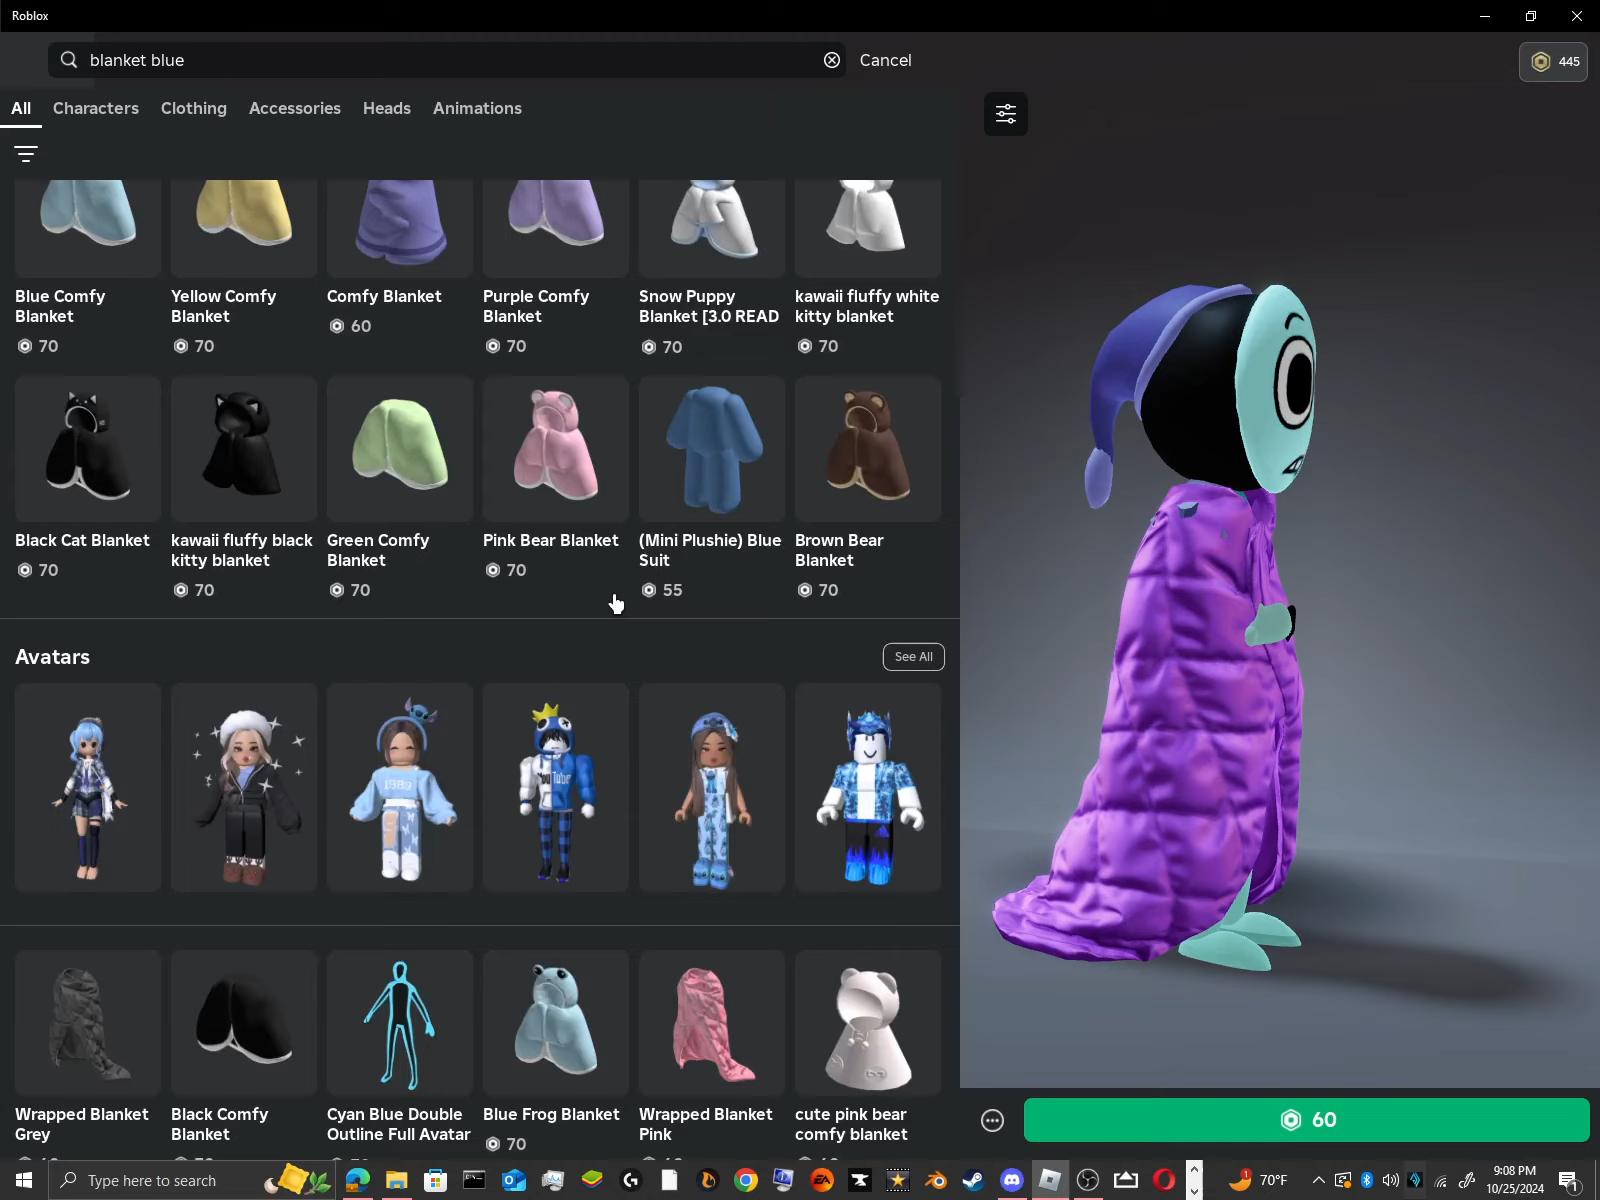 Roblox
blanket blue
Cancel
445
All Characters Clothing Accessories Heads Animations
Blue Comfy
Blanket
70
Yellow Comfy
Blanket
70
Comfy Blanket
60
Purple Comfy
Blanket
70
Snow Puppy
Blanket [3.0 READ
70
kawaii fluffy white
kitty blanket
70
Black Cat Blanket
70
kawaii fluffy black
kitty blanket
70
Green Comfy
Blanket
70
Pink Bear Blanket
70
(Mini Plushie) Blue
Suit
55
Brown Bear
Blanket
70
Avatars
See All
1989
Wrapped Blanket
Grey
Black Comfy
Blanket
Cyan Blue Double
Outline Full Avatar
Blue Frog Blanket
70
Wrapped Blanket
Pink
cute pink bear
comfy blanket
60
Type here to search
EA
1
70°F
9:08 PM
10/25/2024
1